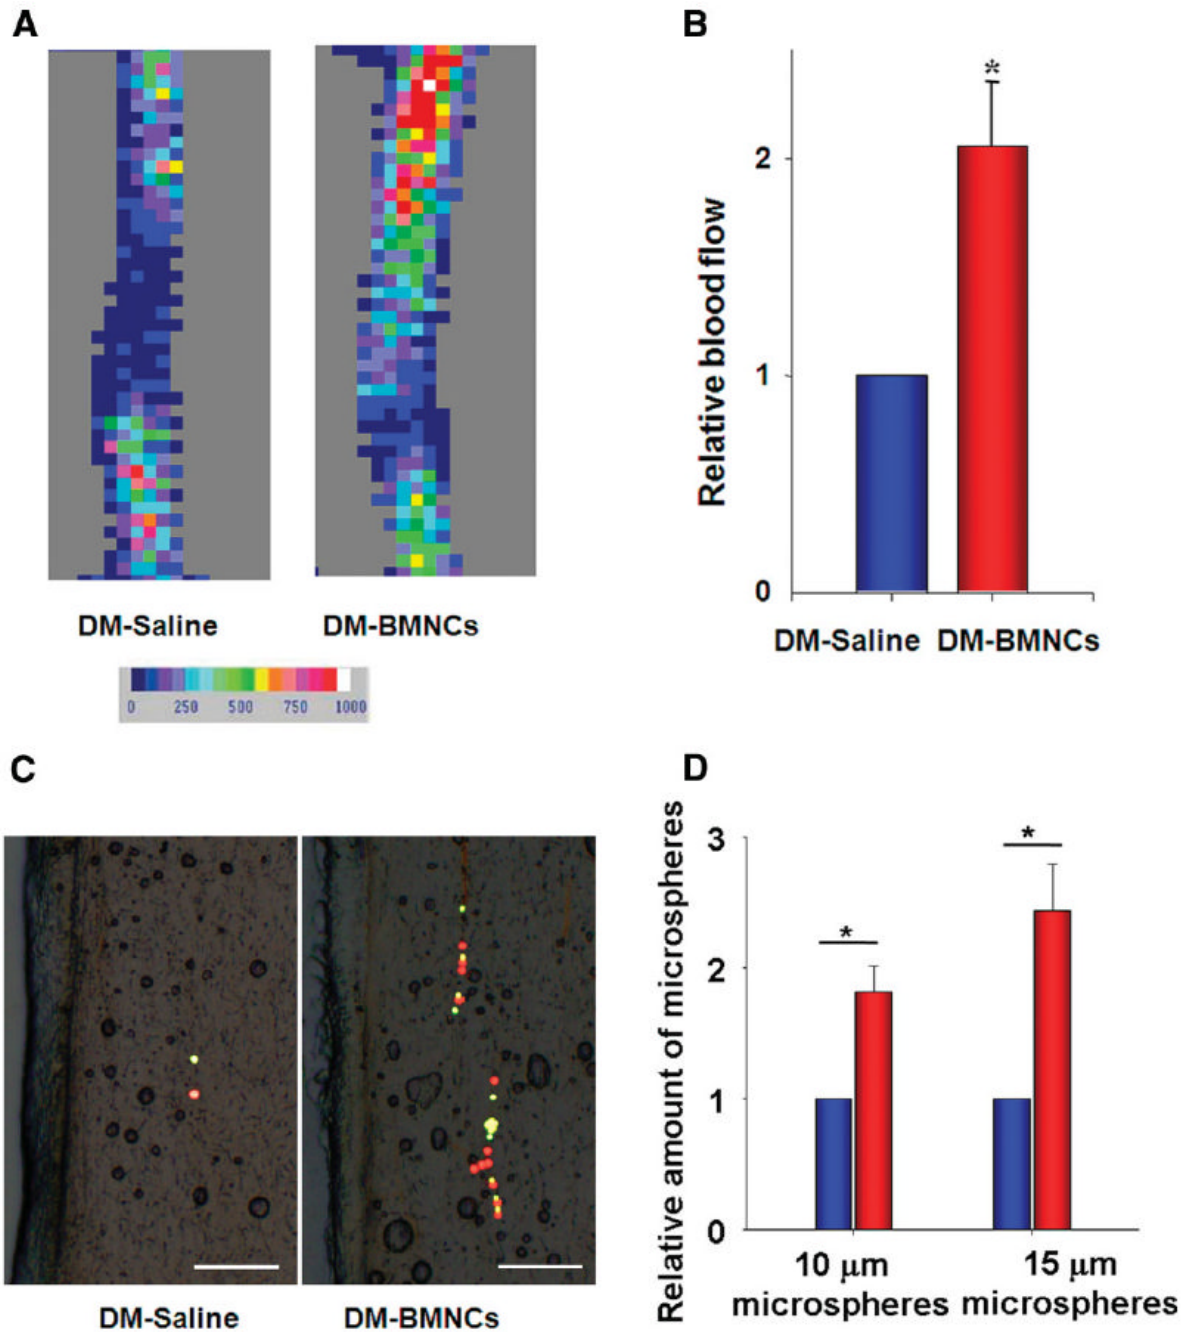 A
B
DM-Saline
DM-BMNCs
0 250 500 750 1000
Relative blood flow
2
1
0
*
DM-Saline DM-BMNCs
C
D
DM-Saline
DM-BMNCs
Relative amount of microspheres
3
2
1
0
*
*
10 µm
microspheres
15 µm
microspheres